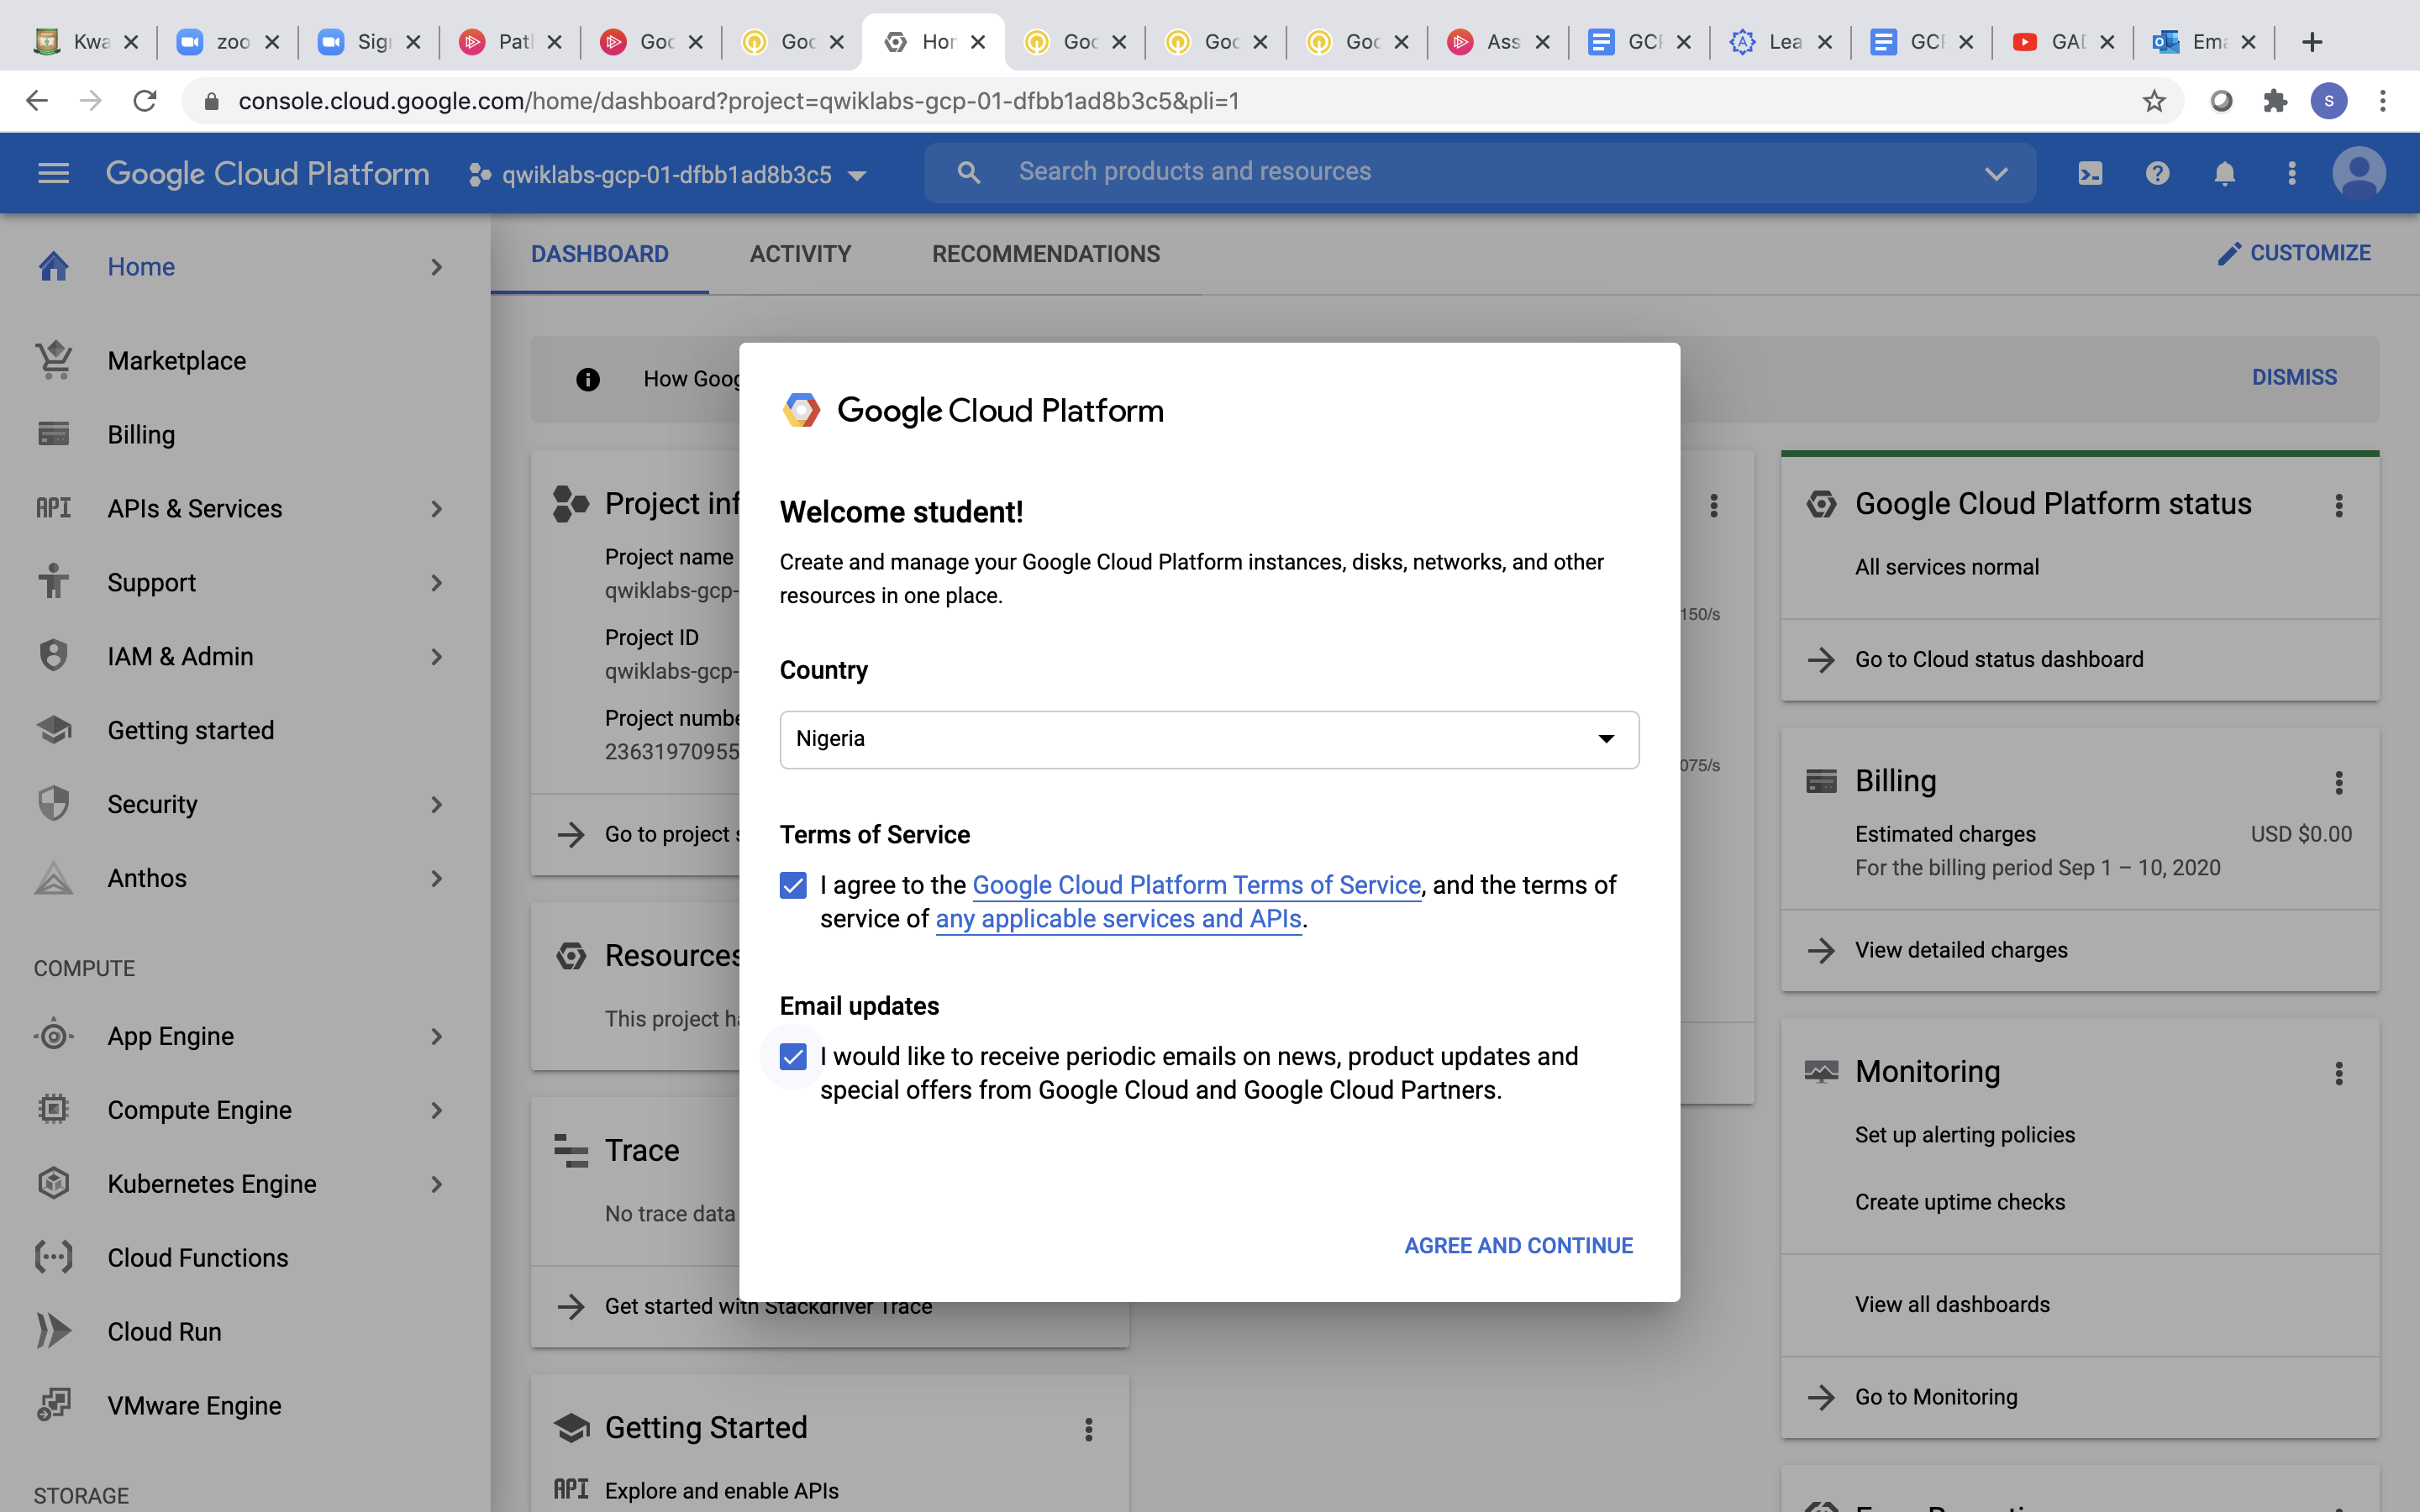 Kwa
zoo
Sig
Pat
Goo
Goo
Hor
Goo
Goo
Goo
Ass
GCP
Lea
GCP
GAD
Ema
console.cloud.google.com/home/dashboard?project=qwiklabs-gcp-01-dfbb1ad8b3c5&pli=1
S
Google Cloud Platform
qwiklabs-gcp-01-dfbb1ad8b3c5
Search products and resources
Home
Marketplace
Billing
API APIs & Services
Support
IAM & Admin
Getting started
Security
Anthos
COMPUTE
App Engine
Compute Engine
Kubernetes Engine
Cloud Functions
Cloud Run
VMware Engine
STORAGE
DASHBOARD
ACTIVITY
RECOMMENDATIONS
CUSTOMIZE
How Goog
DISMISS
Project inf
Project name
qwiklabs-gcp-
Project ID
qwiklabs-gcp-
Project numbe
23631970955
Go to project s
Resources
This project ha
Trace
No trace data
Get started with Stackdriver Trace
Getting Started
API Explore and enable APIs
Google Cloud Platform
Welcome student!
Create and manage your Google Cloud Platform instances, disks, networks, and other
resources in one place.
Country
Nigeria
Terms of Service
I agree to the Google Cloud Platform Terms of Service, and the terms of
service of any applicable services and APIs.
Email updates
I would like to receive periodic emails on news, product updates and
special offers from Google Cloud and Google Cloud Partners.
AGREE AND CONTINUE
150/s
075/s
Google Cloud Platform status
All services normal
Go to Cloud status dashboard
Billing
Estimated charges
USD $0.00
For the billing period Sep 1 – 10, 2020
View detailed charges
Monitoring
Set up alerting policies
Create uptime checks
View all dashboards
Go to Monitoring